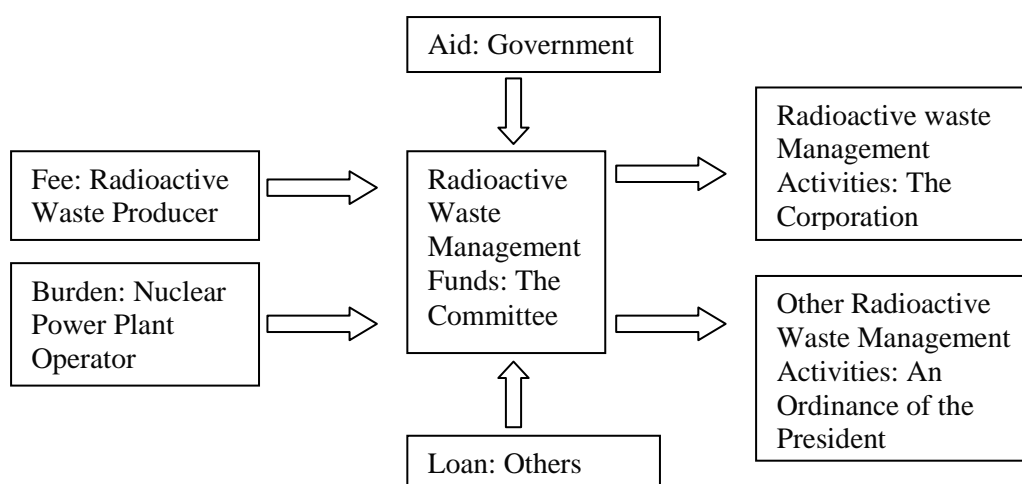 Aid: Government
Fee: Radioactive
Waste Producer
Burden: Nuclear
Power Plant
Operator
Radioactive
Waste
Management
Funds: The
Committee
Loan: Others
Radioactive waste
Management
Activities: The
Corporation
Other Radioactive
Waste Management
Activities: An
Ordinance of the
President